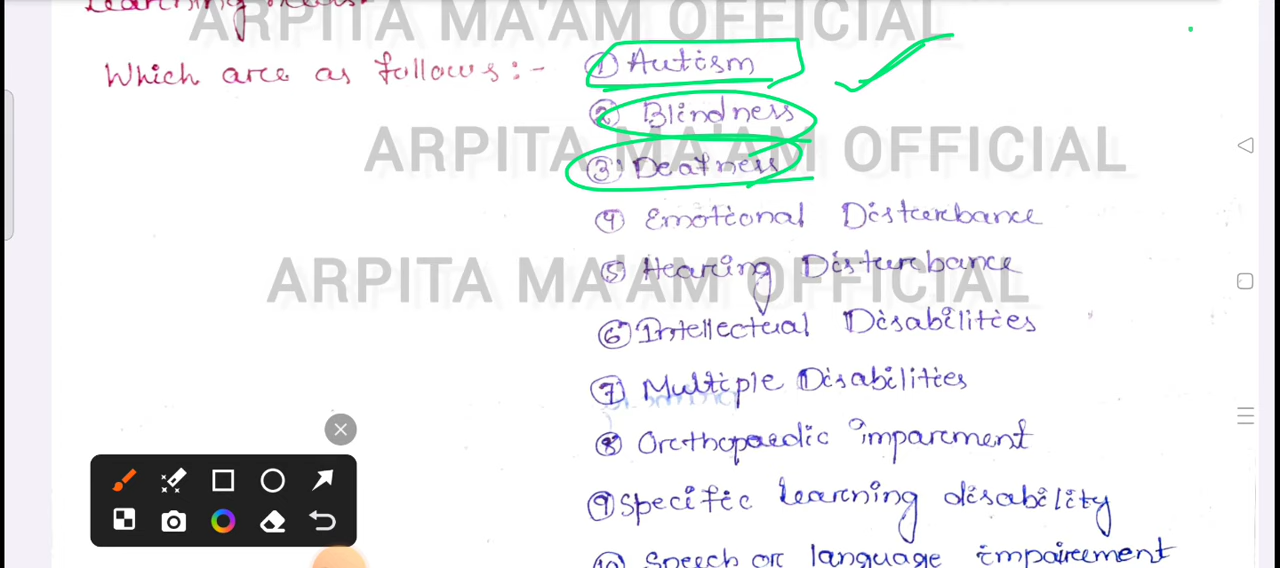 ARPITA MA'AM OFFICIAL
Which are as follows :- ① Autism
② Blindness
③ Deafness
ARPITA MA'AM OFFICIAL
④ Emotional Disturbance
⑤ Hearing Disturbance
ARPITA MA'AM OFFICIAL
⑥ Intellectual Disabilities
⑦ Multiple Disabilities
⑧ Orthopaedic imparement
⑨ Specific learning disability
⑩ Speech or language impairement